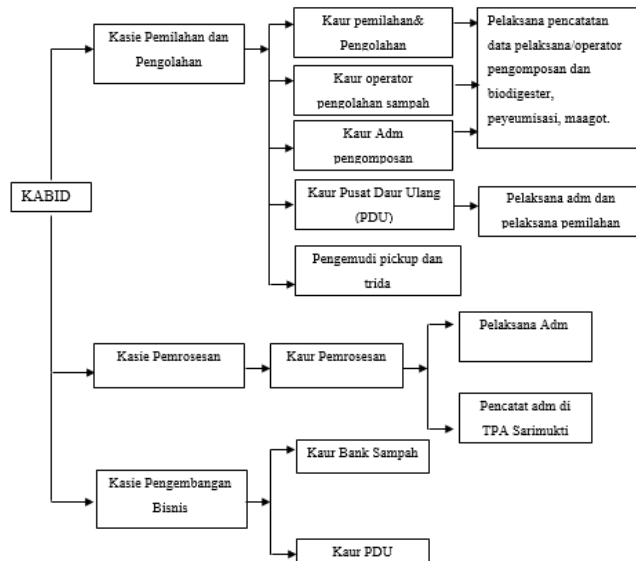 KABID
Kasie Pemilahan dan
Pengolahan
Kaur pemilahan&
Pengolahan
Kaur operator
pengolahan sampah
Kaur Adm
pengomposan
Kaur Pusat Daur Ulang
(PDU)
Pengemudi pickup dan
trida
Pelaksana pencatatan
data pelaksana/operator
pengomposan dan
biodigester,
peyeumisasi, maagot.
Pelaksana adm dan
pelaksana pemilahan
Kasie Pemrosesan
Kaur Pemrosesan
Pelaksana Adm
Pencatat adm di
TPA Sarimukti
Kasie Pengembangan
Bisnis
Kaur Bank Sampah
Kaur PDU